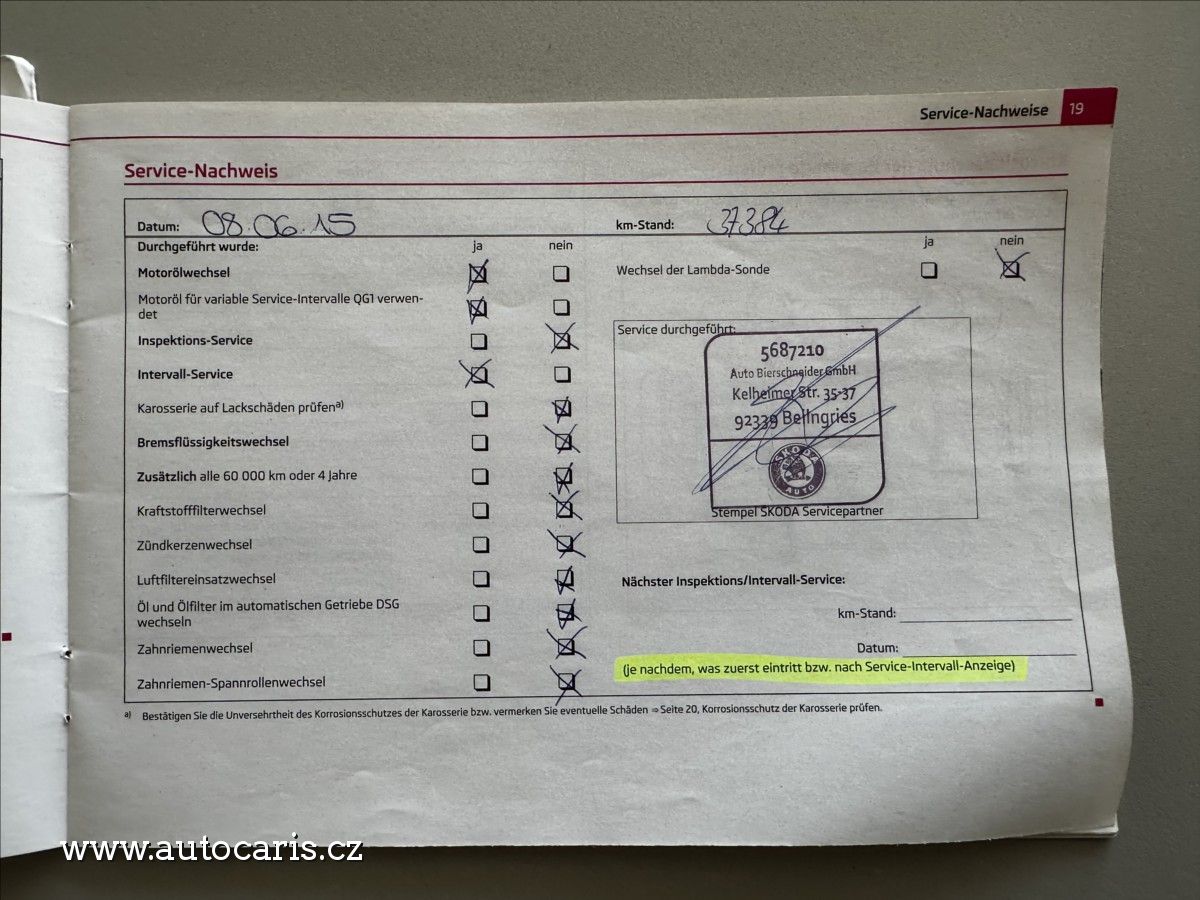 Service-Nachweise 19
Service-Nachweis
Datum: 08.06.15 km-Stand: 37384
Durchgeführt wurde: ja nein ja nein
Motorölwechsel
Wechsel der Lambda-Sonde
Motoröl für variable Service-Intervalle QG1 verwen-
det
Inspektions-Service
Intervall-Service
Karosserie auf Lackschäden prüfen a)
Bremsflüssigkeitswechsel
Zusätzlich alle 60 000 km oder 4 Jahre
Kraftstofffilterwechsel
Zündkerzenwechsel
Luftfiltereinsatzwechsel
Öl und Ölfilter im automatischen Getriebe DSG
wechseln
Zahnriemenwechsel
Zahnriemen-Spannrollenwechsel
Service durchgeführt:
5687210
Auto Bierschneider GmbH
Kelheimer Str. 35-37
92339 Beilngries
SKODA
AUTO
Stempel ŠKODA Servicepartner
Nächster Inspektions/Intervall-Service:
km-Stand:
Datum:
(je nachdem, was zuerst eintritt bzw. nach Service-Intervall-Anzeige)
a) Bestätigen Sie die Unversehrtheit des Korrosionsschutzes der Karosserie bzw. vermerken Sie eventuelle Schäden ⇒ Seite 20, Korrosionsschutz der Karosserie prüfen.
www.autocaris.cz